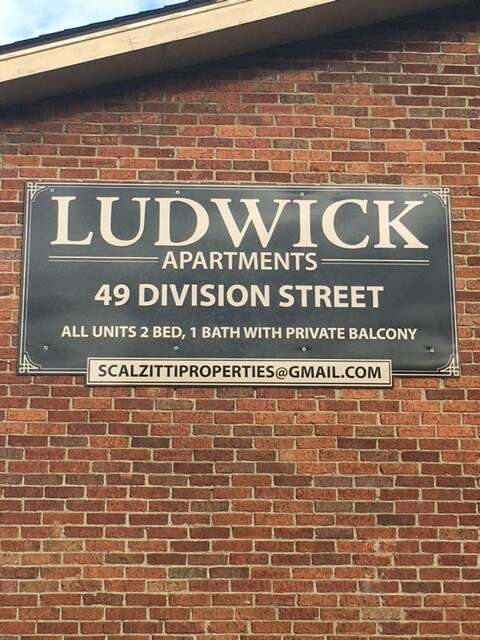 LUDWICK
APARTMENTS
49 DIVISION STREET
ALL UNITS 2 BED, 1 BATH WITH PRIVATE BALCONY
SCALZITTIPROPERTIES@GMAIL.COM